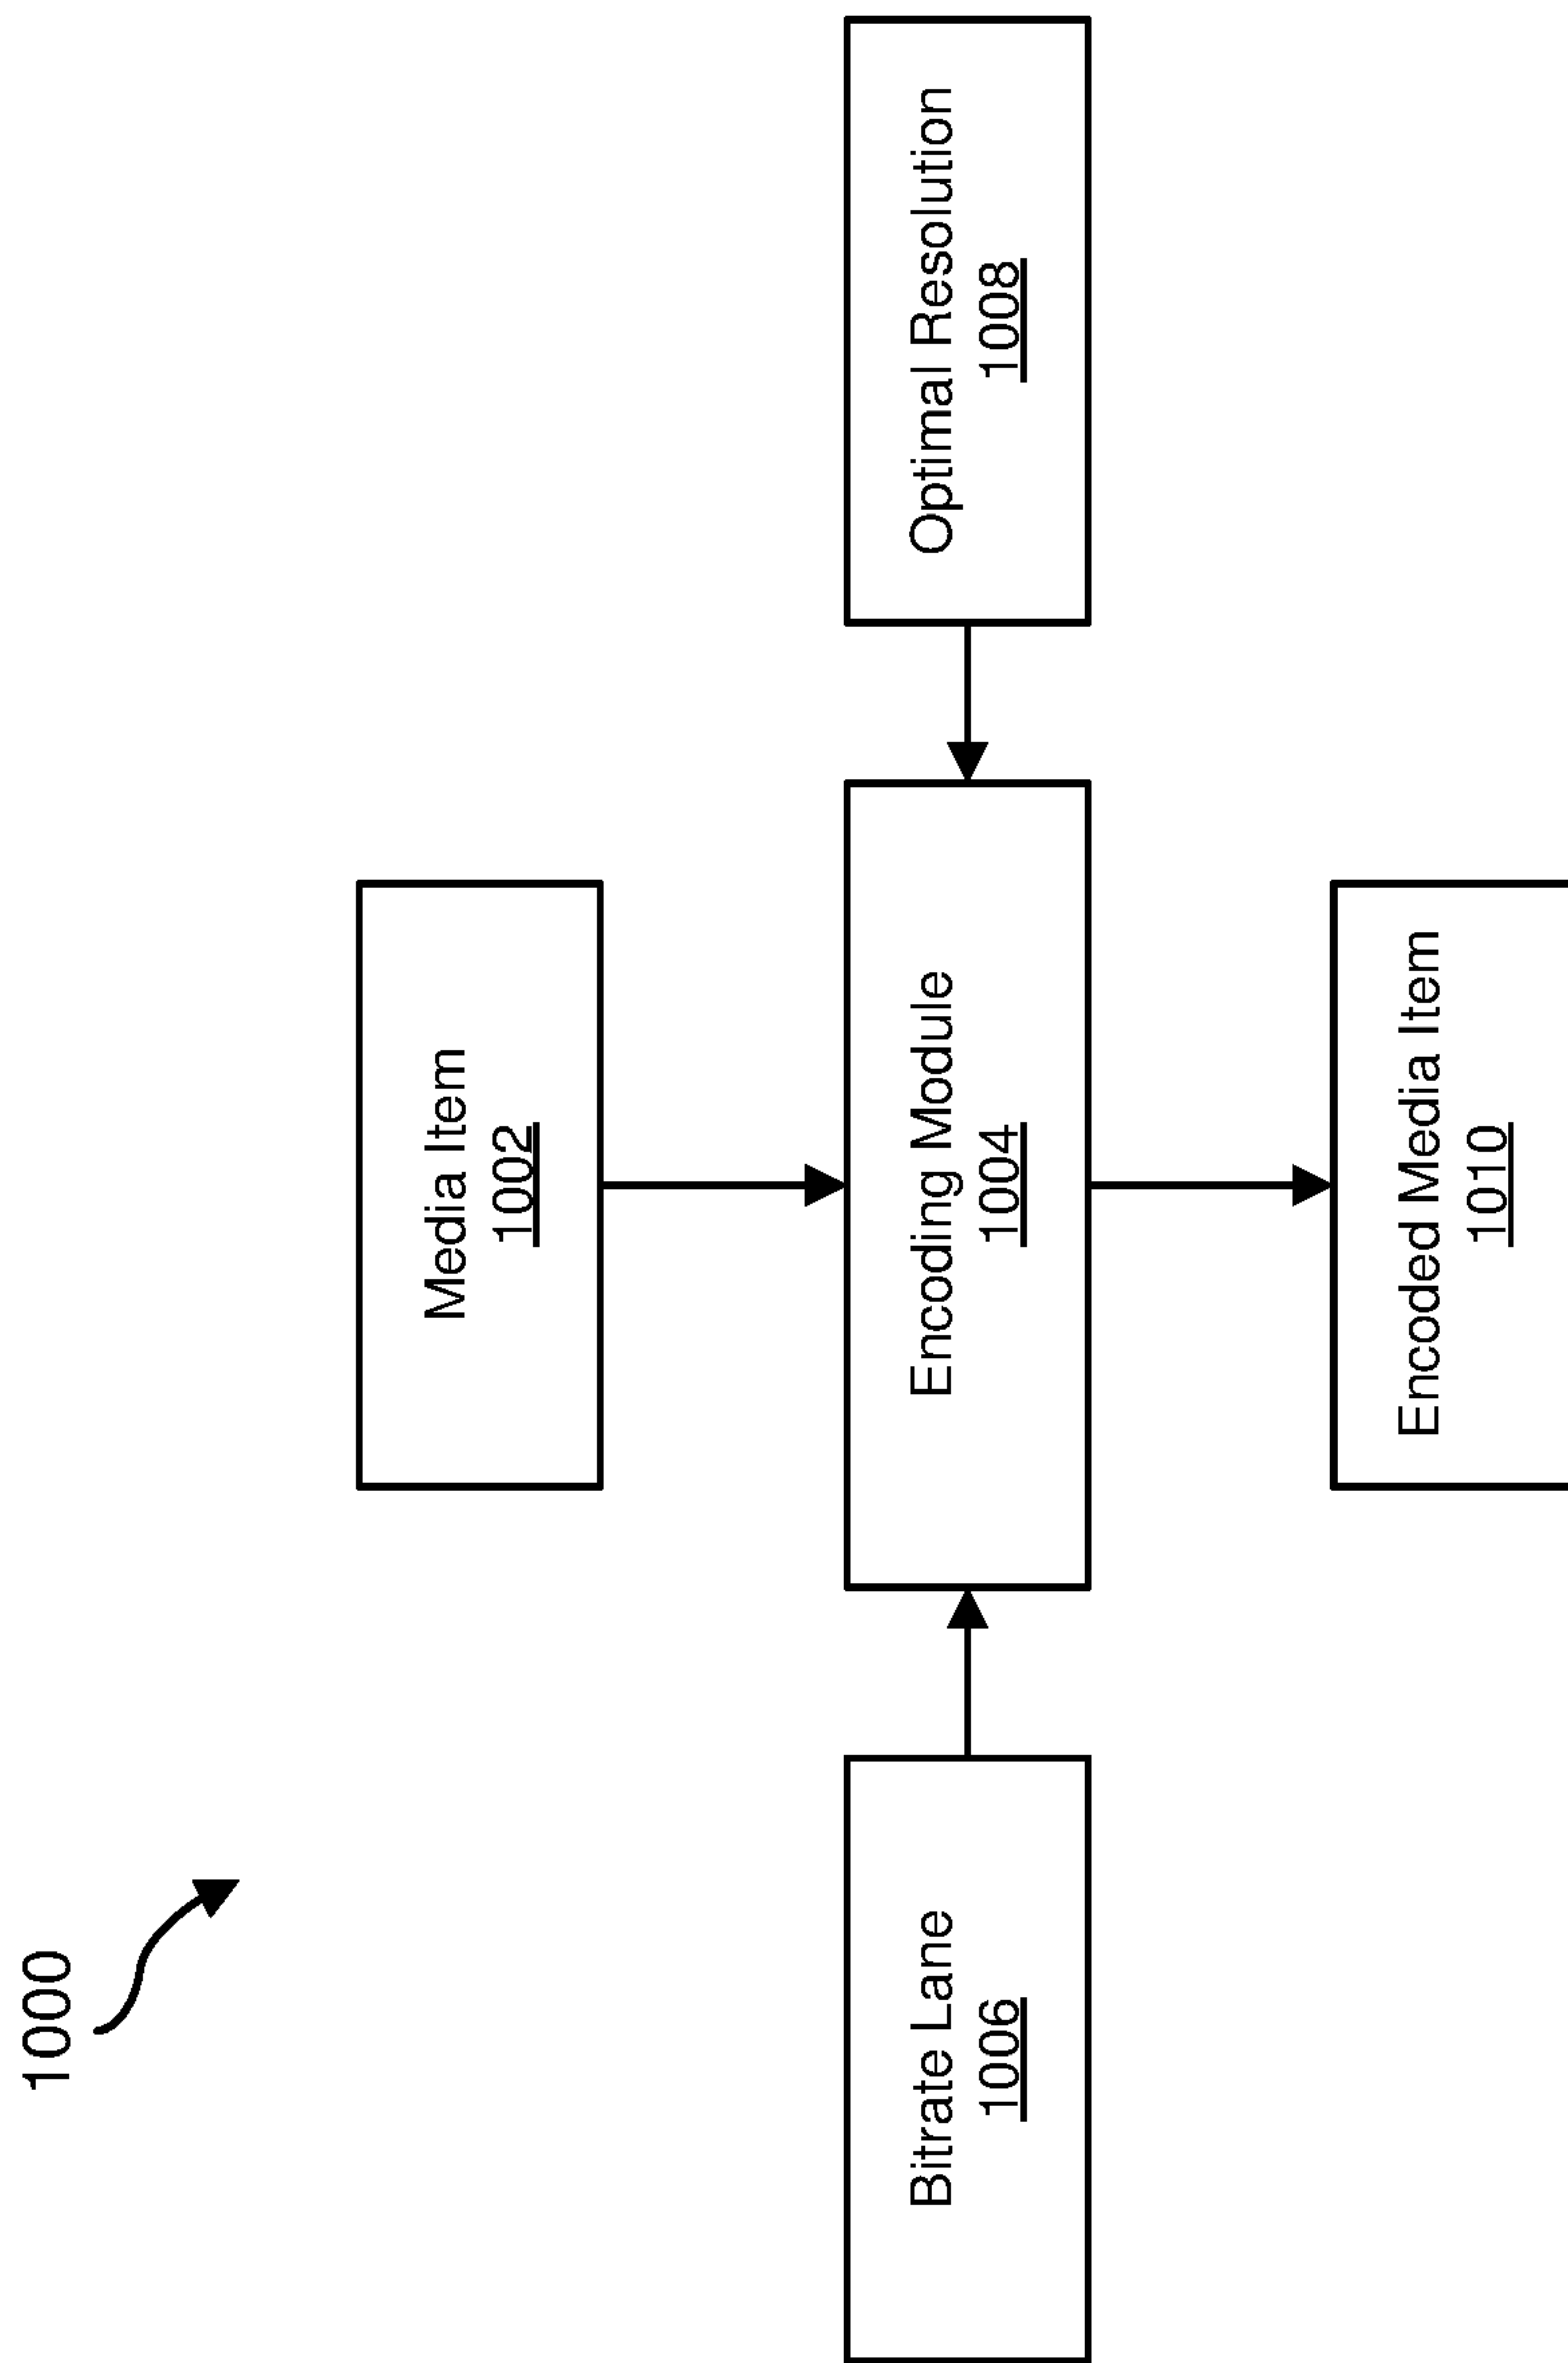 1000
Media Item
1002
Bitrate Lane
1006
Encoding Module
1004
Optimal Resolution
1008
Encoded Media Item
1010